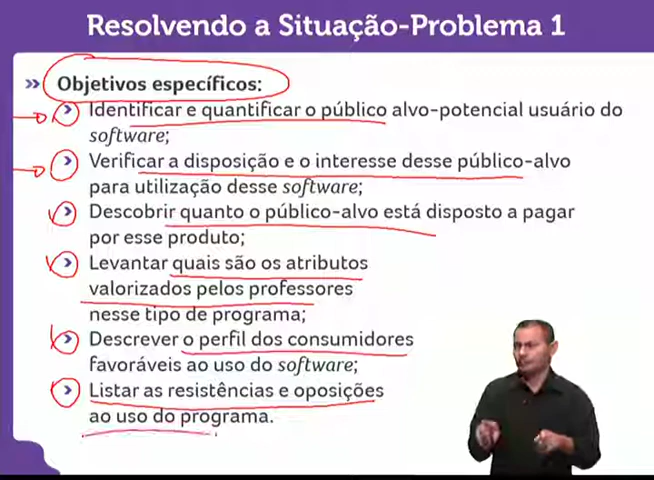 Resolvendo a Situação-Problema 1
Objetivos específicos:
Identificar e quantificar o público alvo-potencial usuário do
software;
Verificar a disposição e o interesse desse público-alvo
para utilização desse software;
Descobrir quanto o público-alvo está disposto a pagar
por esse produto;
Levantar quais são os atributos
valorizados pelos professores
nesse tipo de programa;
Descrever o perfil dos consumidores
favoráveis ao uso do software;
Listar as resistências e oposições
ao uso do programa.